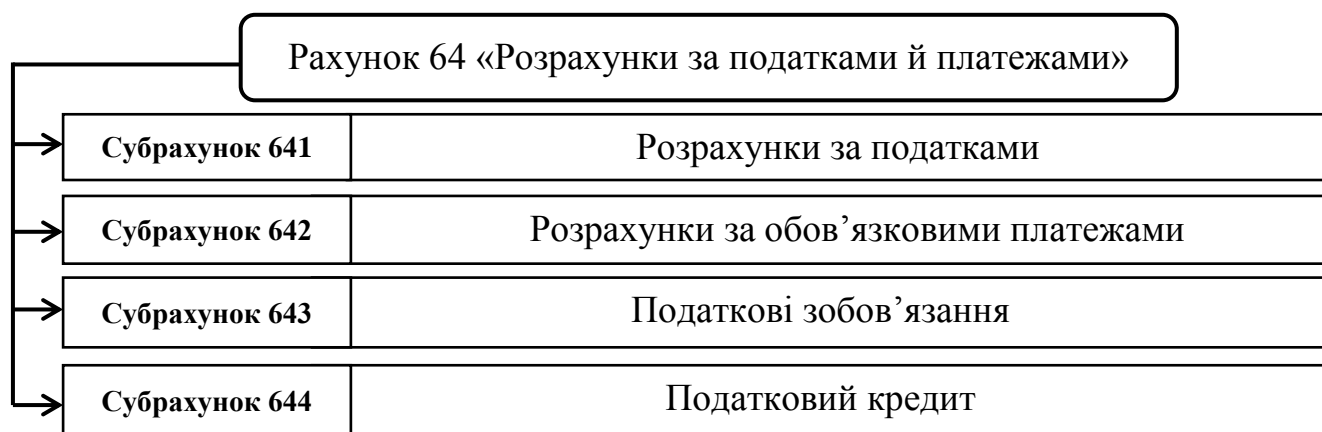 Рахунок 64 «Розрахунки за податками й платежами»
Субрахунок 641 Розрахунки за податками
Субрахунок 642 Розрахунки за обов’язковими платежами
Субрахунок 643 Податкові зобов’язання
Субрахунок 644 Податковий кредит